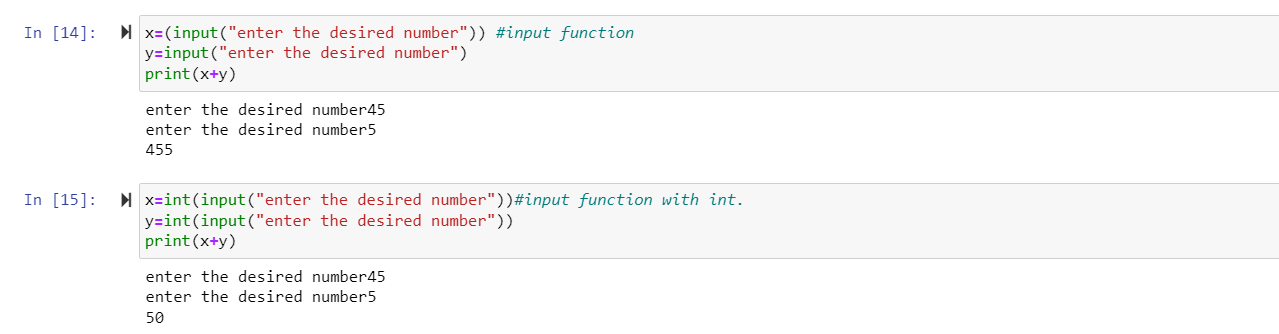 In [14]: x=(input("enter the desired number")) #input function
y=input("enter the desired number")
print(x+y)
enter the desired number45
enter the desired number5
455
In [15]: x=int(input("enter the desired number"))#input function with int.
y=int(input("enter the desired number"))
print(x+y)
enter the desired number45
enter the desired number5
50